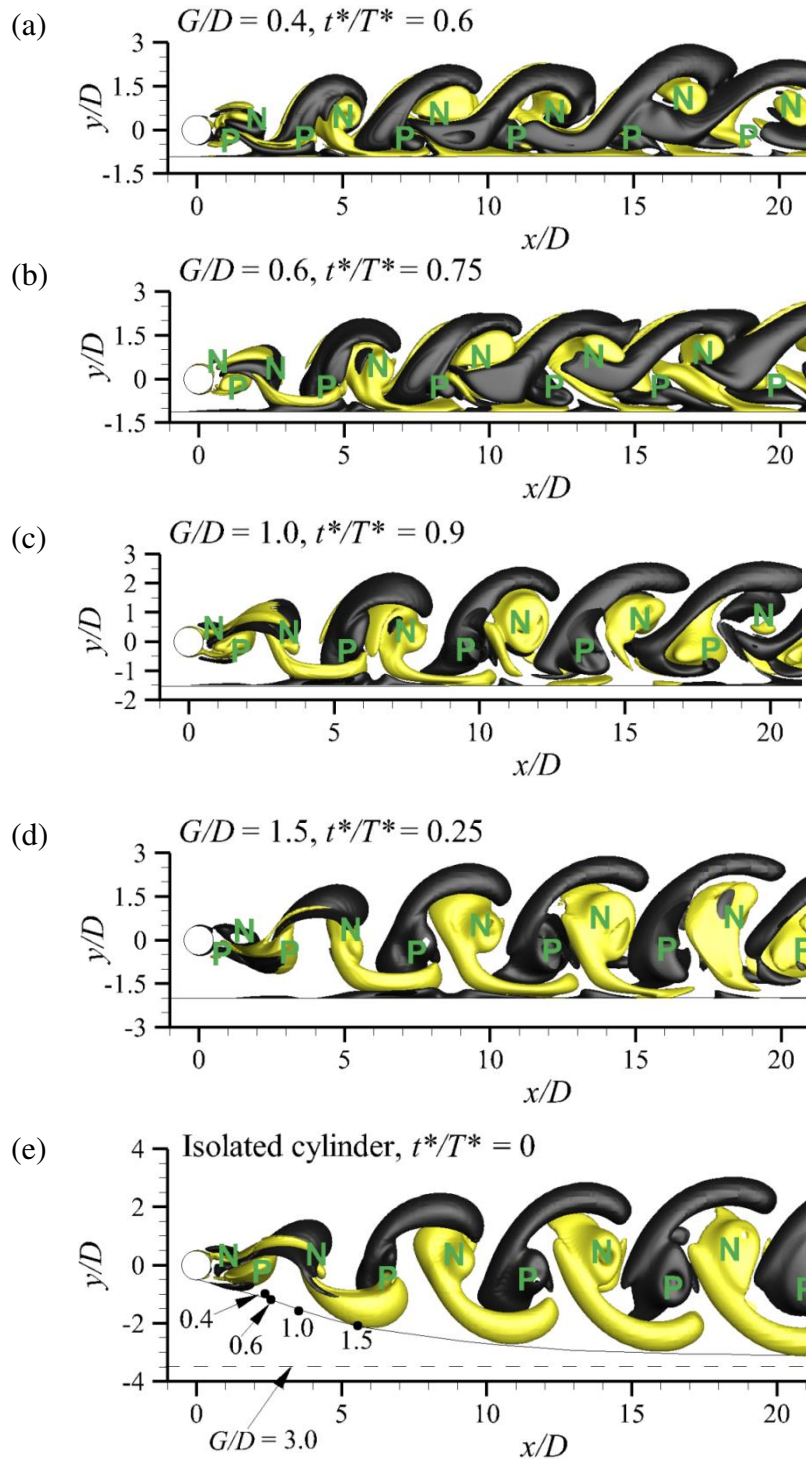 (a)
G/D = 0.4, t*/T* = 0.6
y/D
3
1.5
0
-1.5
N P P N P N P N P N P N
0 5 10 15 20
x/D
(b)
G/D = 0.6, t*/T* = 0.75
y/D
3
1.5
0
-1.5
N P N P N P N P N P N P
0 5 10 15 20
x/D
(c)
G/D = 1.0, t*/T* = 0.9
y/D
3
2
1
0
-1
-2
N P N P N P N P N P N
0 5 10 15 20
x/D
(d)
G/D = 1.5, t*/T* = 0.25
y/D
3
1.5
0
-1.5
-3
P N P N P N P N P N P
0 5 10 15 20
x/D
(e)
Isolated cylinder, t*/T* = 0
y/D
4
2
0
-2
-4
N P N P N P N P N P
0.4
0.6
1.0
1.5
0 5 10 15 20
G/D = 3.0
x/D